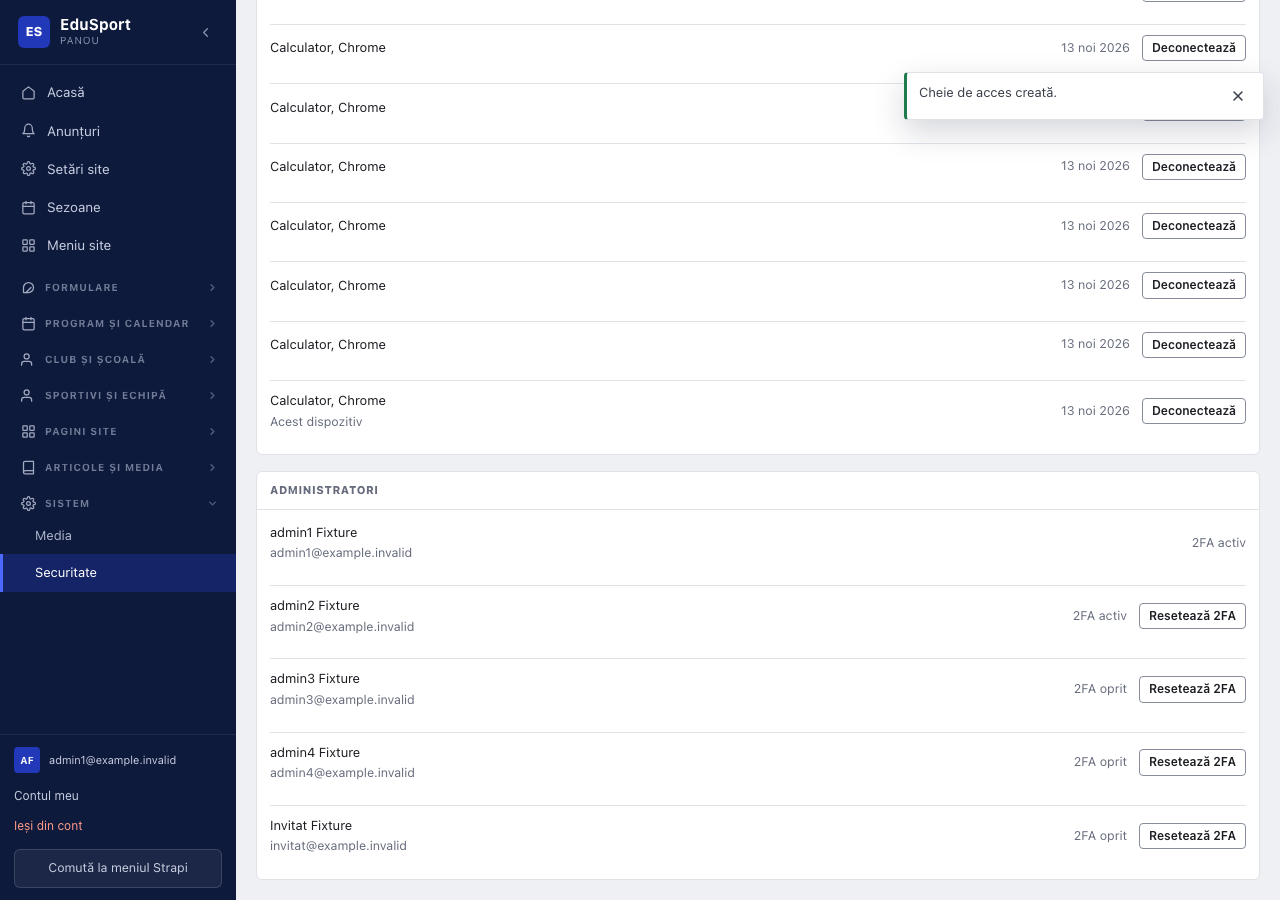 ES
EduSport
PANOU
Acasă
Anunțuri
Setări site
Sezoane
Meniu site
FORMULARE
PROGRAM ȘI CALENDAR
CLUB ȘI ȘCOALĂ
SPORTIVI ȘI ECHIPĂ
PAGINI SITE
ARTICOLE ȘI MEDIA
SISTEM
Media
Securitate
AF
admin1@example.invalid
Contul meu
Ieși din cont
Comută la meniul Strapi
Calculator, Chrome 13 noi 2026 Deconectează
Cheie de acces creată.
Calculator, Chrome
Calculator, Chrome 13 noi 2026 Deconectează
Calculator, Chrome 13 noi 2026 Deconectează
Calculator, Chrome 13 noi 2026 Deconectează
Calculator, Chrome 13 noi 2026 Deconectează
Calculator, Chrome
Acest dispozitiv
13 noi 2026 Deconectează
ADMINISTRATORI
admin1 Fixture
admin1@example.invalid
2FA activ
admin2 Fixture
admin2@example.invalid
2FA activ Resetează 2FA
admin3 Fixture
admin3@example.invalid
2FA oprit Resetează 2FA
admin4 Fixture
admin4@example.invalid
2FA oprit Resetează 2FA
Invitat Fixture
invitat@example.invalid
2FA oprit Resetează 2FA